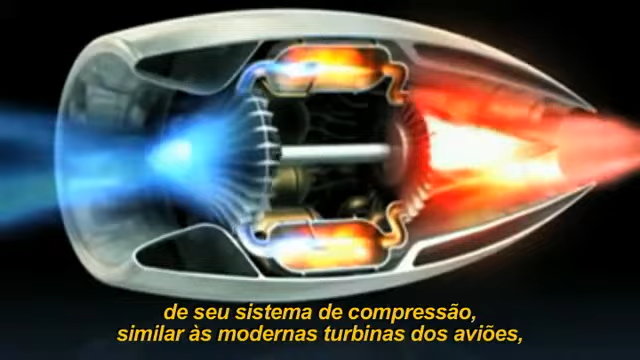 de seu sistema de compressão,
similar às modernas turbinas dos aviões,